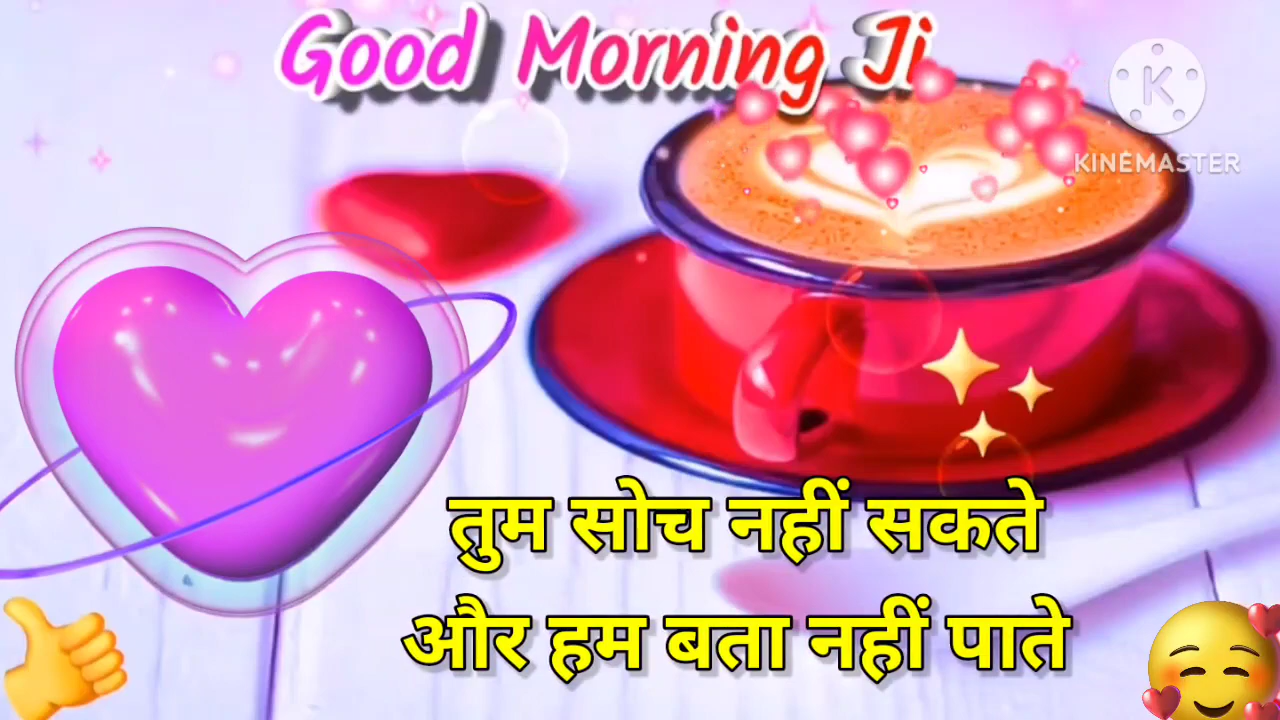 Good Morning Ji
K
KINEMASTER
तुम सोच नहीं सकते
और हम बता नहीं पाते